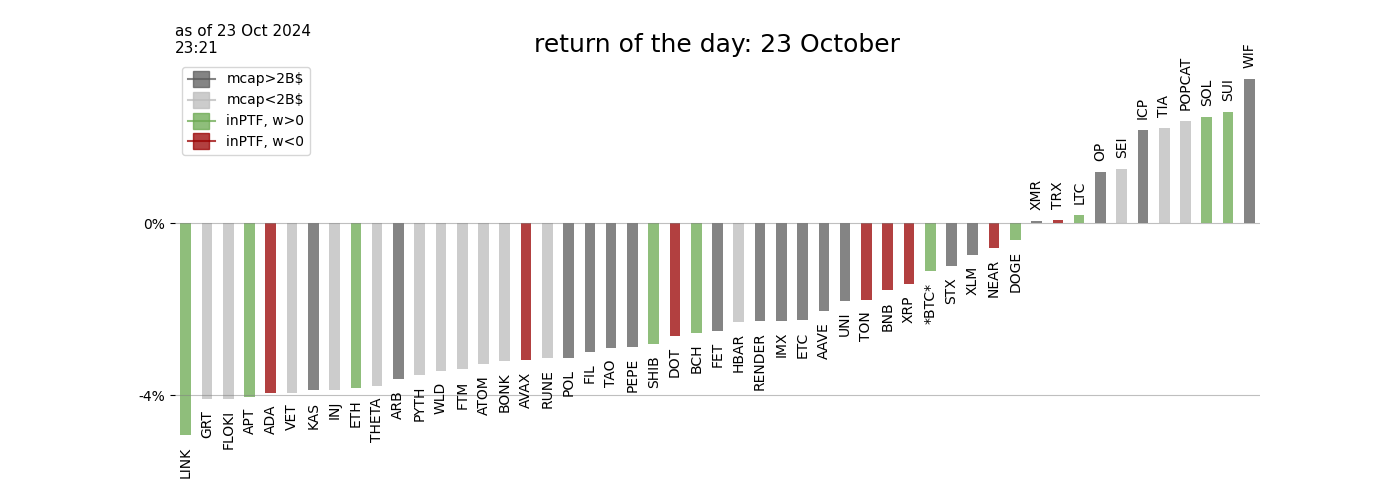 as of 23 Oct 2024
23:21
return of the day: 23 October
mcap>2B$
mcap<2B$
inPTF, w>0
inPTF, w<0
0%
-4%
LINK
GRT
FLOKI
APT
ADA
VET
KAS
INJ
ETH
THETA
ARB
PYTH
WLD
FTM
ATOM
BONK
AVAX
RUNE
POL
FIL
TAO
PEPE
SHIB
DOT
BCH
FET
HBAR
RENDER
IMX
ETC
AAVE
UNI
TON
BNB
XRP
*BTC*
STX
XLM
NEAR
DOGE
XMR
TRX
LTC
OP
SEI
ICP
TIA
POPCAT
SOL
SUI
WIF